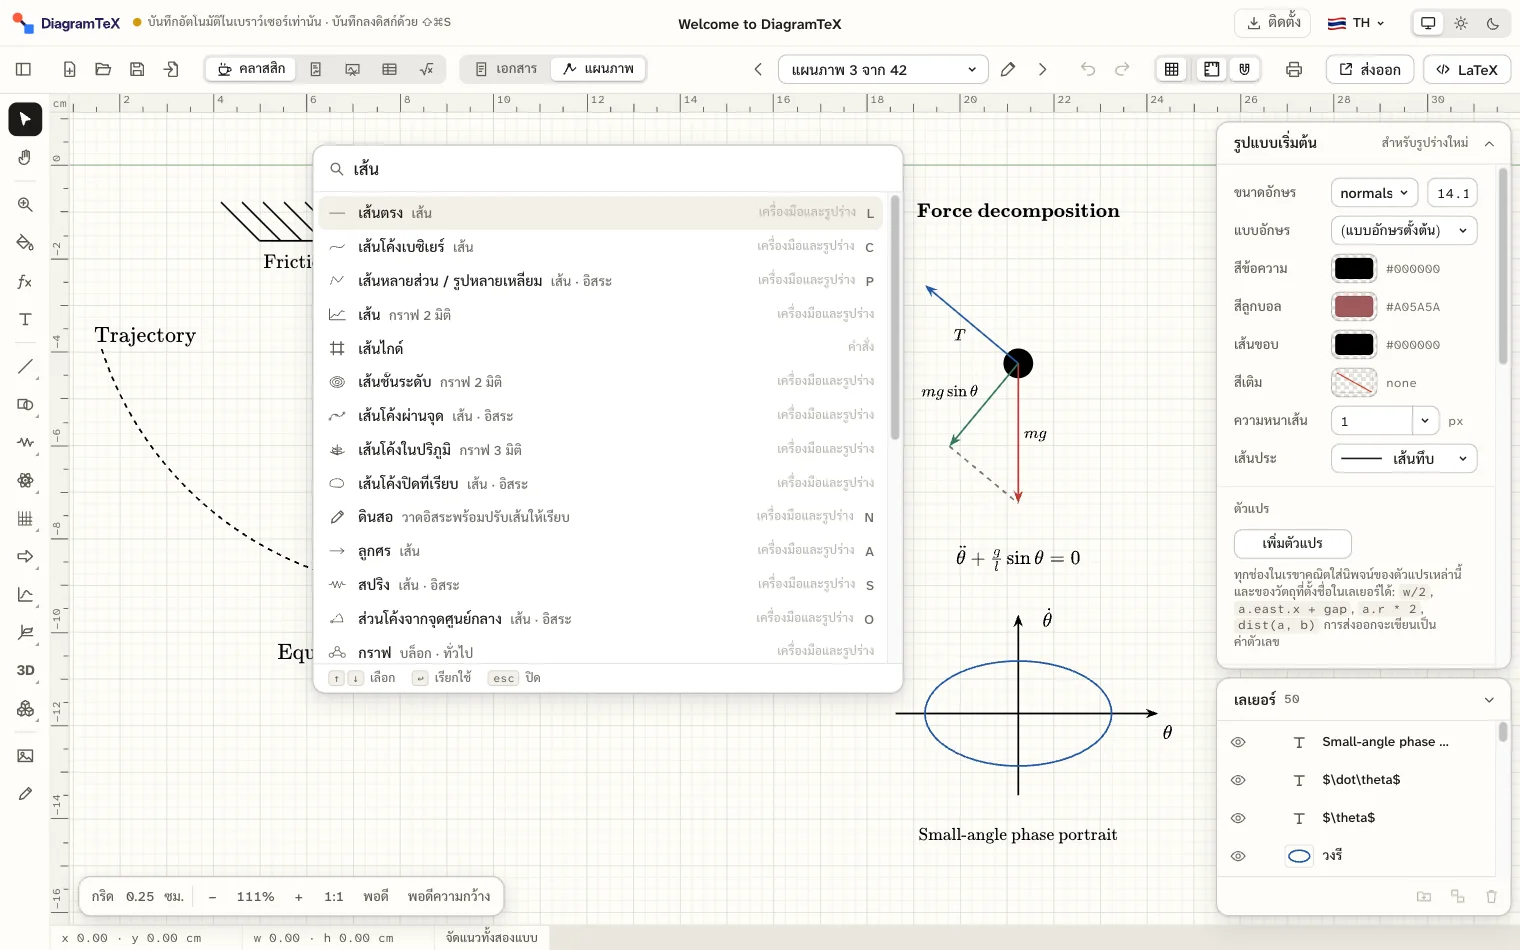 DiagramTeX
บันทึกอัตโนมัติในเบราว์เซอร์เท่านั้น · บันทึกลงดิสก์ด้วย ⇧⌘S
Welcome to DiagramTeX
ติดตั้ง
TH
คลาสสิก
เอกสาร
แผนภาพ
แผนภาพ 3 จาก 42
ส่งออก
LaTeX
cm
2 4 6 8 10 12 14 16 18 20 22 24 26 28 30
0
-2
-4
-6
-8
-10
-12
-14
-16
3D
Trajectory
Equ
เส้น
เส้นตรง เส้น เครื่องมือและรูปร่าง L
เส้นโค้งเบซิเยร์ เส้น เครื่องมือและรูปร่าง C
เส้นหลายส่วน / รูปหลายเหลี่ยม เส้น · อิสระ เครื่องมือและรูปร่าง P
เส้น กราฟ 2 มิติ เครื่องมือและรูปร่าง
เส้นไกด์ คำสั่ง
เส้นชั้นระดับ กราฟ 2 มิติ เครื่องมือและรูปร่าง
เส้นโค้งผ่านจุด เส้น · อิสระ เครื่องมือและรูปร่าง
เส้นโค้งในปริภูมิ กราฟ 3 มิติ เครื่องมือและรูปร่าง
เส้นโค้งปิดที่เรียบ เส้น · อิสระ เครื่องมือและรูปร่าง
ดินสอ วาดอิสระพร้อมปรับเส้นให้เรียบ เครื่องมือและรูปร่าง N
ลูกศร เส้น เครื่องมือและรูปร่าง A
สปริง เส้น · อิสระ เครื่องมือและรูปร่าง S
ส่วนโค้งจากจุดศูนย์กลาง เส้น · อิสระ เครื่องมือและรูปร่าง O
กราฟ บล็อก · ทั่วไป เครื่องมือและรูปร่าง
↑ ↓ เลือก ↩ เรียกใช้ esc ปิด
Force decomposition
T
mg sin θ
mg
θ̈ + g/l sin θ = 0
θ̇
θ
Small-angle phase portrait
รูปแบบเริ่มต้น สำหรับรูปร่างใหม่
ขนาดอักษร normals 14.1
แบบอักษร (แบบอักษรตั้งต้น)
สีข้อความ #000000
สีลูกบอล #A05A5A
เส้นขอบ #000000
สีเติม none
ความหนาเส้น 1 px
เส้นประ เส้นทึบ
ตัวแปร
เพิ่มตัวแปร
ทุกช่องในเรขาคณิตใส่นิพจน์ของตัวแปรเหล่านี้
และของวัตถุที่ตั้งชื่อในเลเยอร์ได้: w/2,
a.east.x + gap, a.r * 2,
dist(a, b) การส่งออกจะเขียนเป็น
ค่าตัวเลข
เลเยอร์ 50
Small-angle phase ...
$\dot\theta$
$\theta$
วงรี
กริด 0.25 ซม. − 111% + 1:1 พอดี พอดีความกว้าง
x 0.00 · y 0.00 cm w 0.00 · h 0.00 cm จัดแนวทั้งสองแบบ